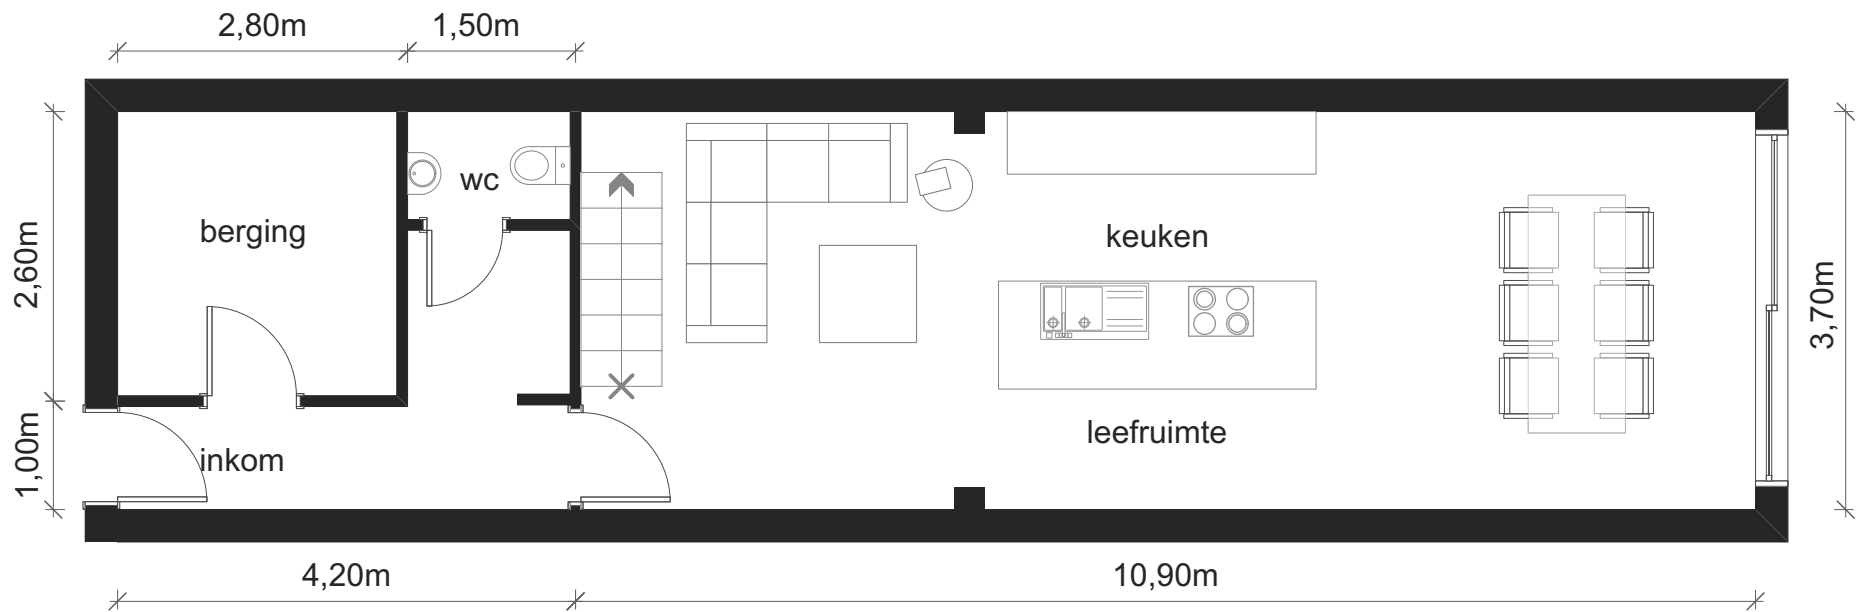 2,80m
1,50m
wc
berging
keuken
2,60m
3,70m
leefruimte
inkom
1,00m
4,20m
10,90m